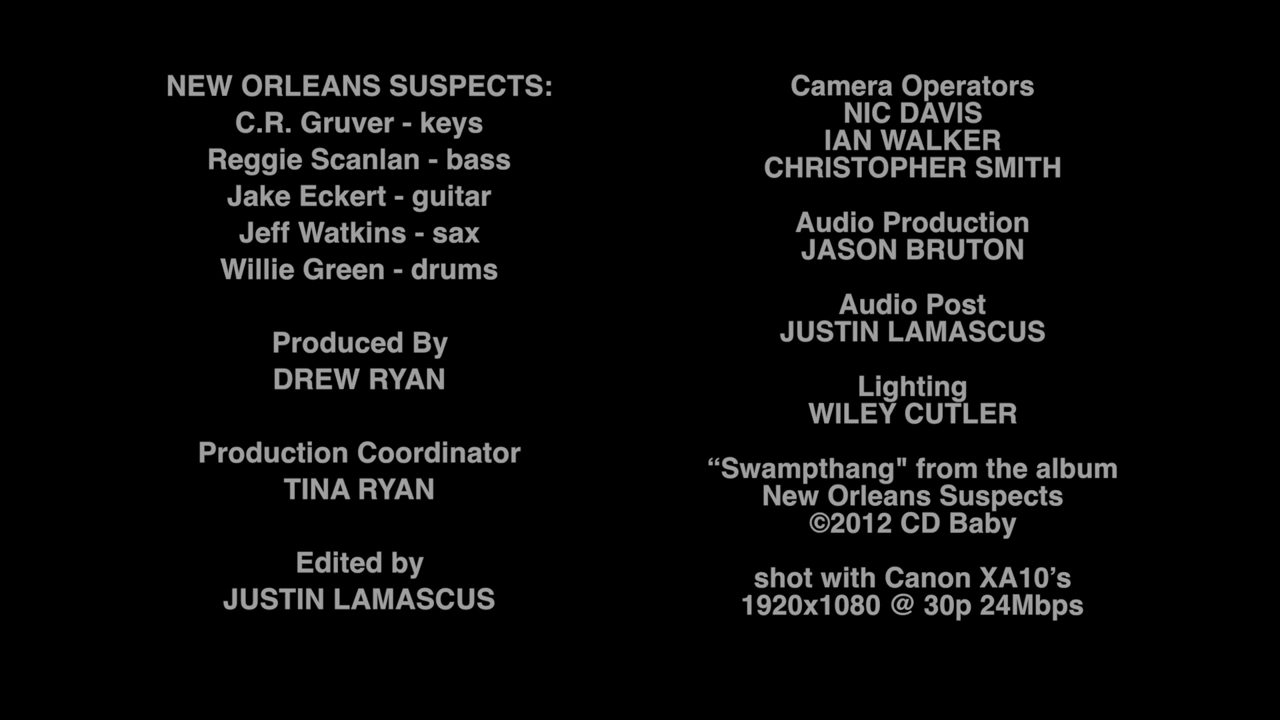 NEW ORLEANS SUSPECTS:
C.R. Gruver - keys
Reggie Scanlan - bass
Jake Eckert - guitar
Jeff Watkins - sax
Willie Green - drums
Produced By
DREW RYAN
Production Coordinator
TINA RYAN
Edited by
JUSTIN LAMASCUS
Camera Operators
NIC DAVIS
IAN WALKER
CHRISTOPHER SMITH
Audio Production
JASON BRUTON
Audio Post
JUSTIN LAMASCUS
Lighting
WILEY CUTLER
“Swampthang" from the album
New Orleans Suspects
©2012 CD Baby
shot with Canon XA10’s
1920x1080 @ 30p 24Mbps